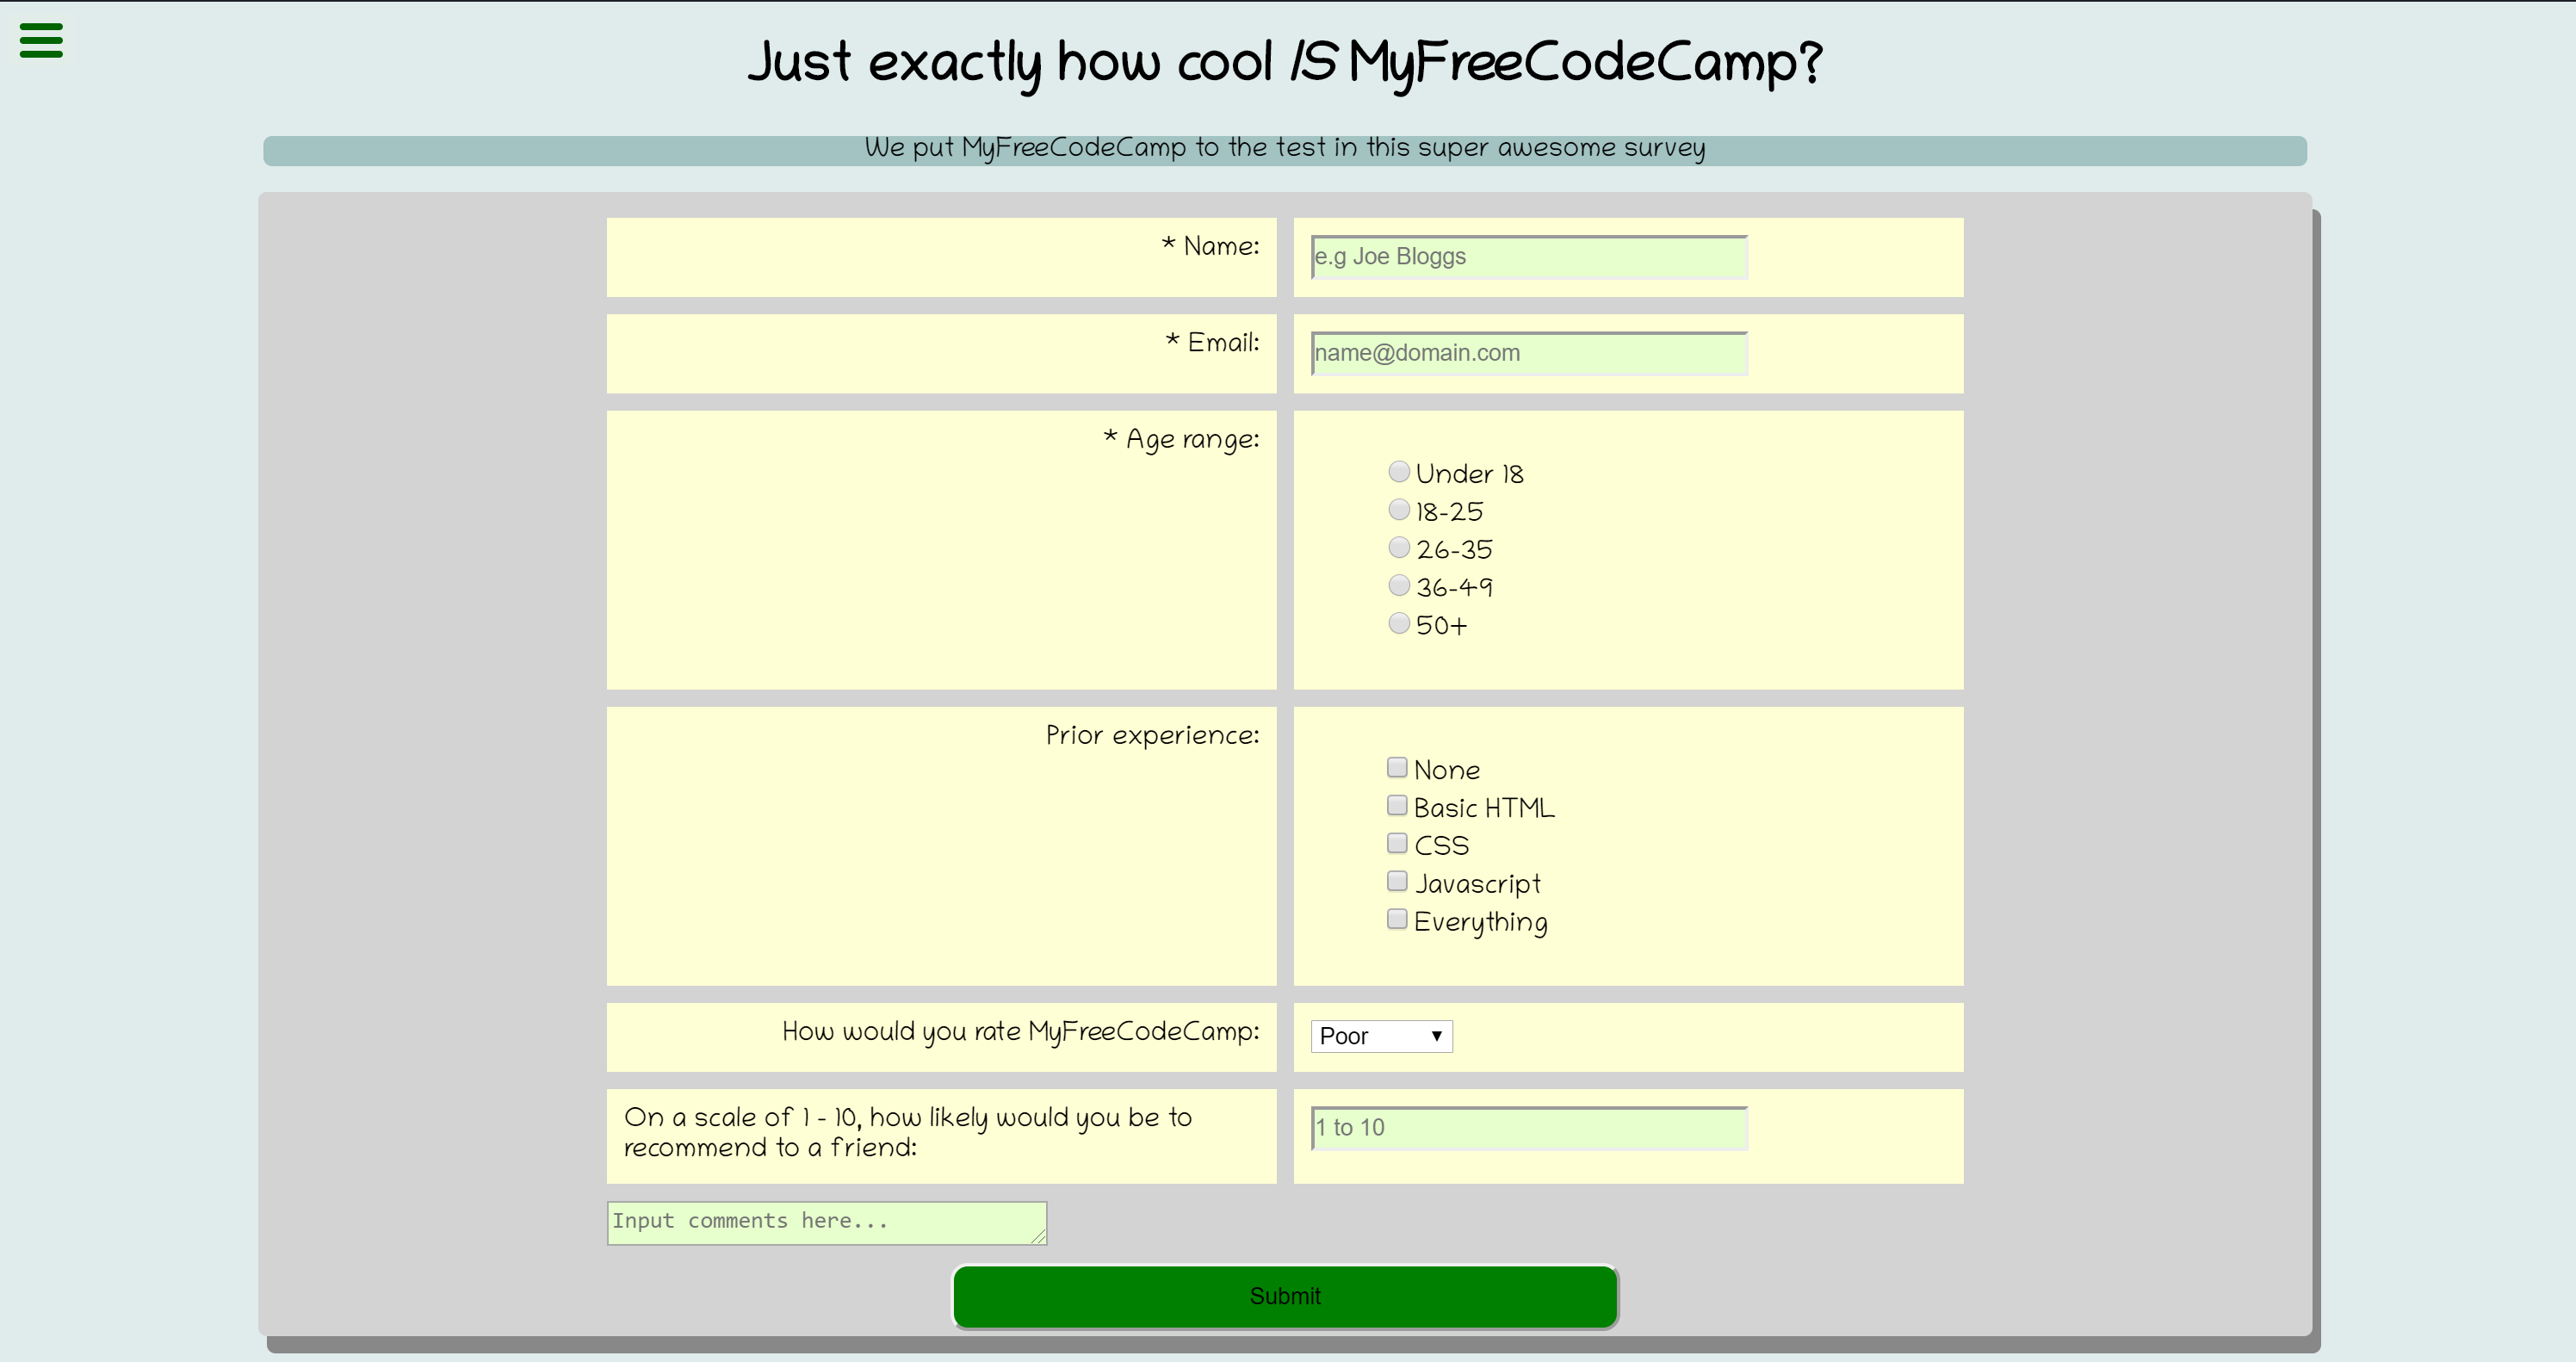 Just exactly how cool IS MyFreeCodeCamp?
We put MyFreeCodeCamp to the test in this super awesome survey
* Name:
e.g Joe Bloggs
* Email:
name@domain.com
* Age range:
Under 18
18-25
26-35
36-49
50+
Prior experience:
None
Basic HTML
CSS
Javascript
Everything
How would you rate MyFreeCodeCamp:
Poor
On a scale of 1 - 10, how likely would you be to
recommend to a friend:
1 to 10
Input comments here...
Submit